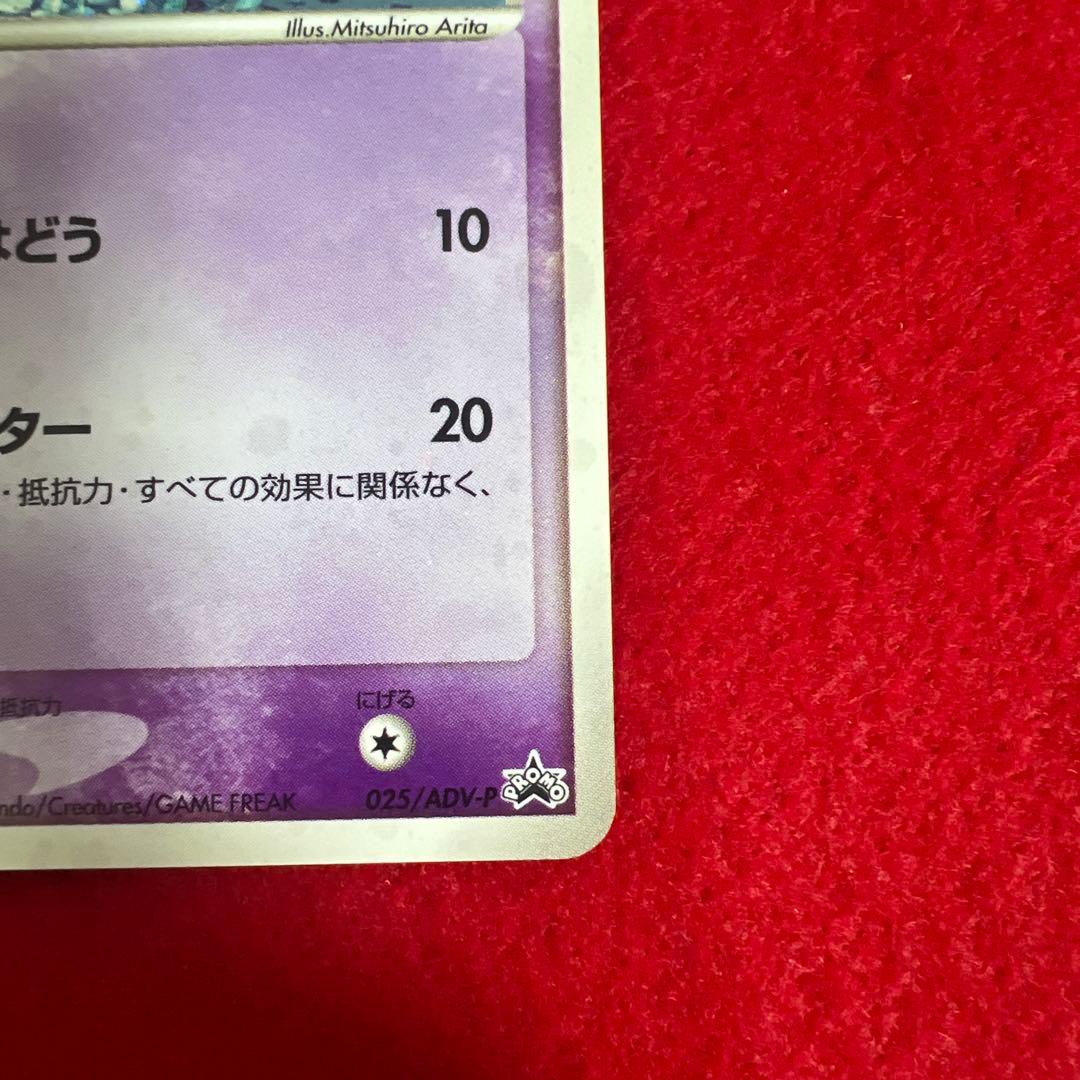 Illus. Mitsuhiro Arita
はどう 10
ター 20
・抵抗力・すべての効果に関係なく、
抵抗力 にげる
ndo/Creatures/GAME FREAK 025/ADV-P PROMO